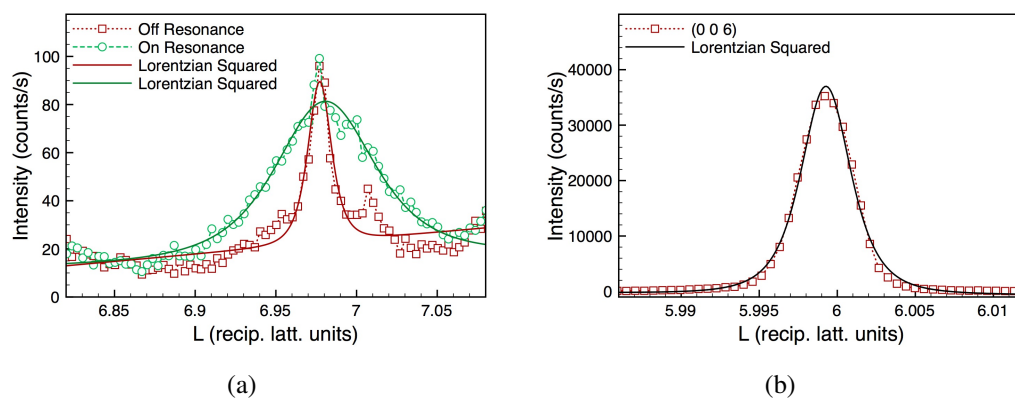 Off Resonance
On Resonance
Lorentzian Squared
Lorentzian Squared
Intensity (counts/s)
100
80
60
40
20
0
6.85 6.9 6.95 7 7.05
L (recip. latt. units)
(a)
(0 0 6)
Lorentzian Squared
Intensity (counts/s)
40000
30000
20000
10000
0
5.99 5.995 6 6.005 6.01
L (recip. latt. units)
(b)